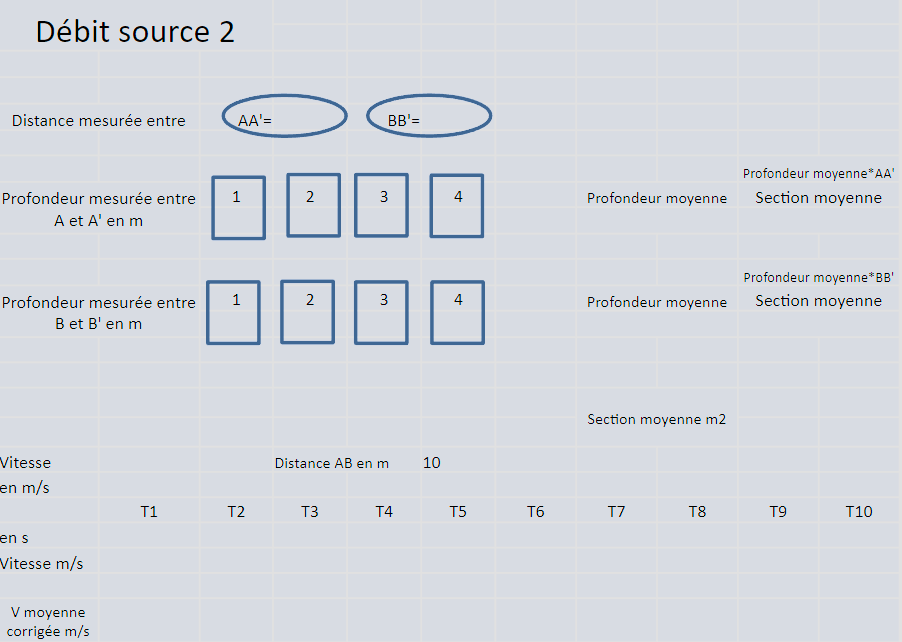 Débit source 2
Distance mesurée entre AA'= BB'=
Profondeur moyenne*AA'
Profondeur mesurée entre 1 2 3 4 Profondeur moyenne Section moyenne
A et A' en m
Profondeur moyenne*BB'
Profondeur mesurée entre 1 2 3 4 Profondeur moyenne Section moyenne
B et B' en m
Section moyenne m2
Vitesse Distance AB en m 10
en m/s
T1 T2 T3 T4 T5 T6 T7 T8 T9 T10
en s
Vitesse m/s
V moyenne
corrigée m/s